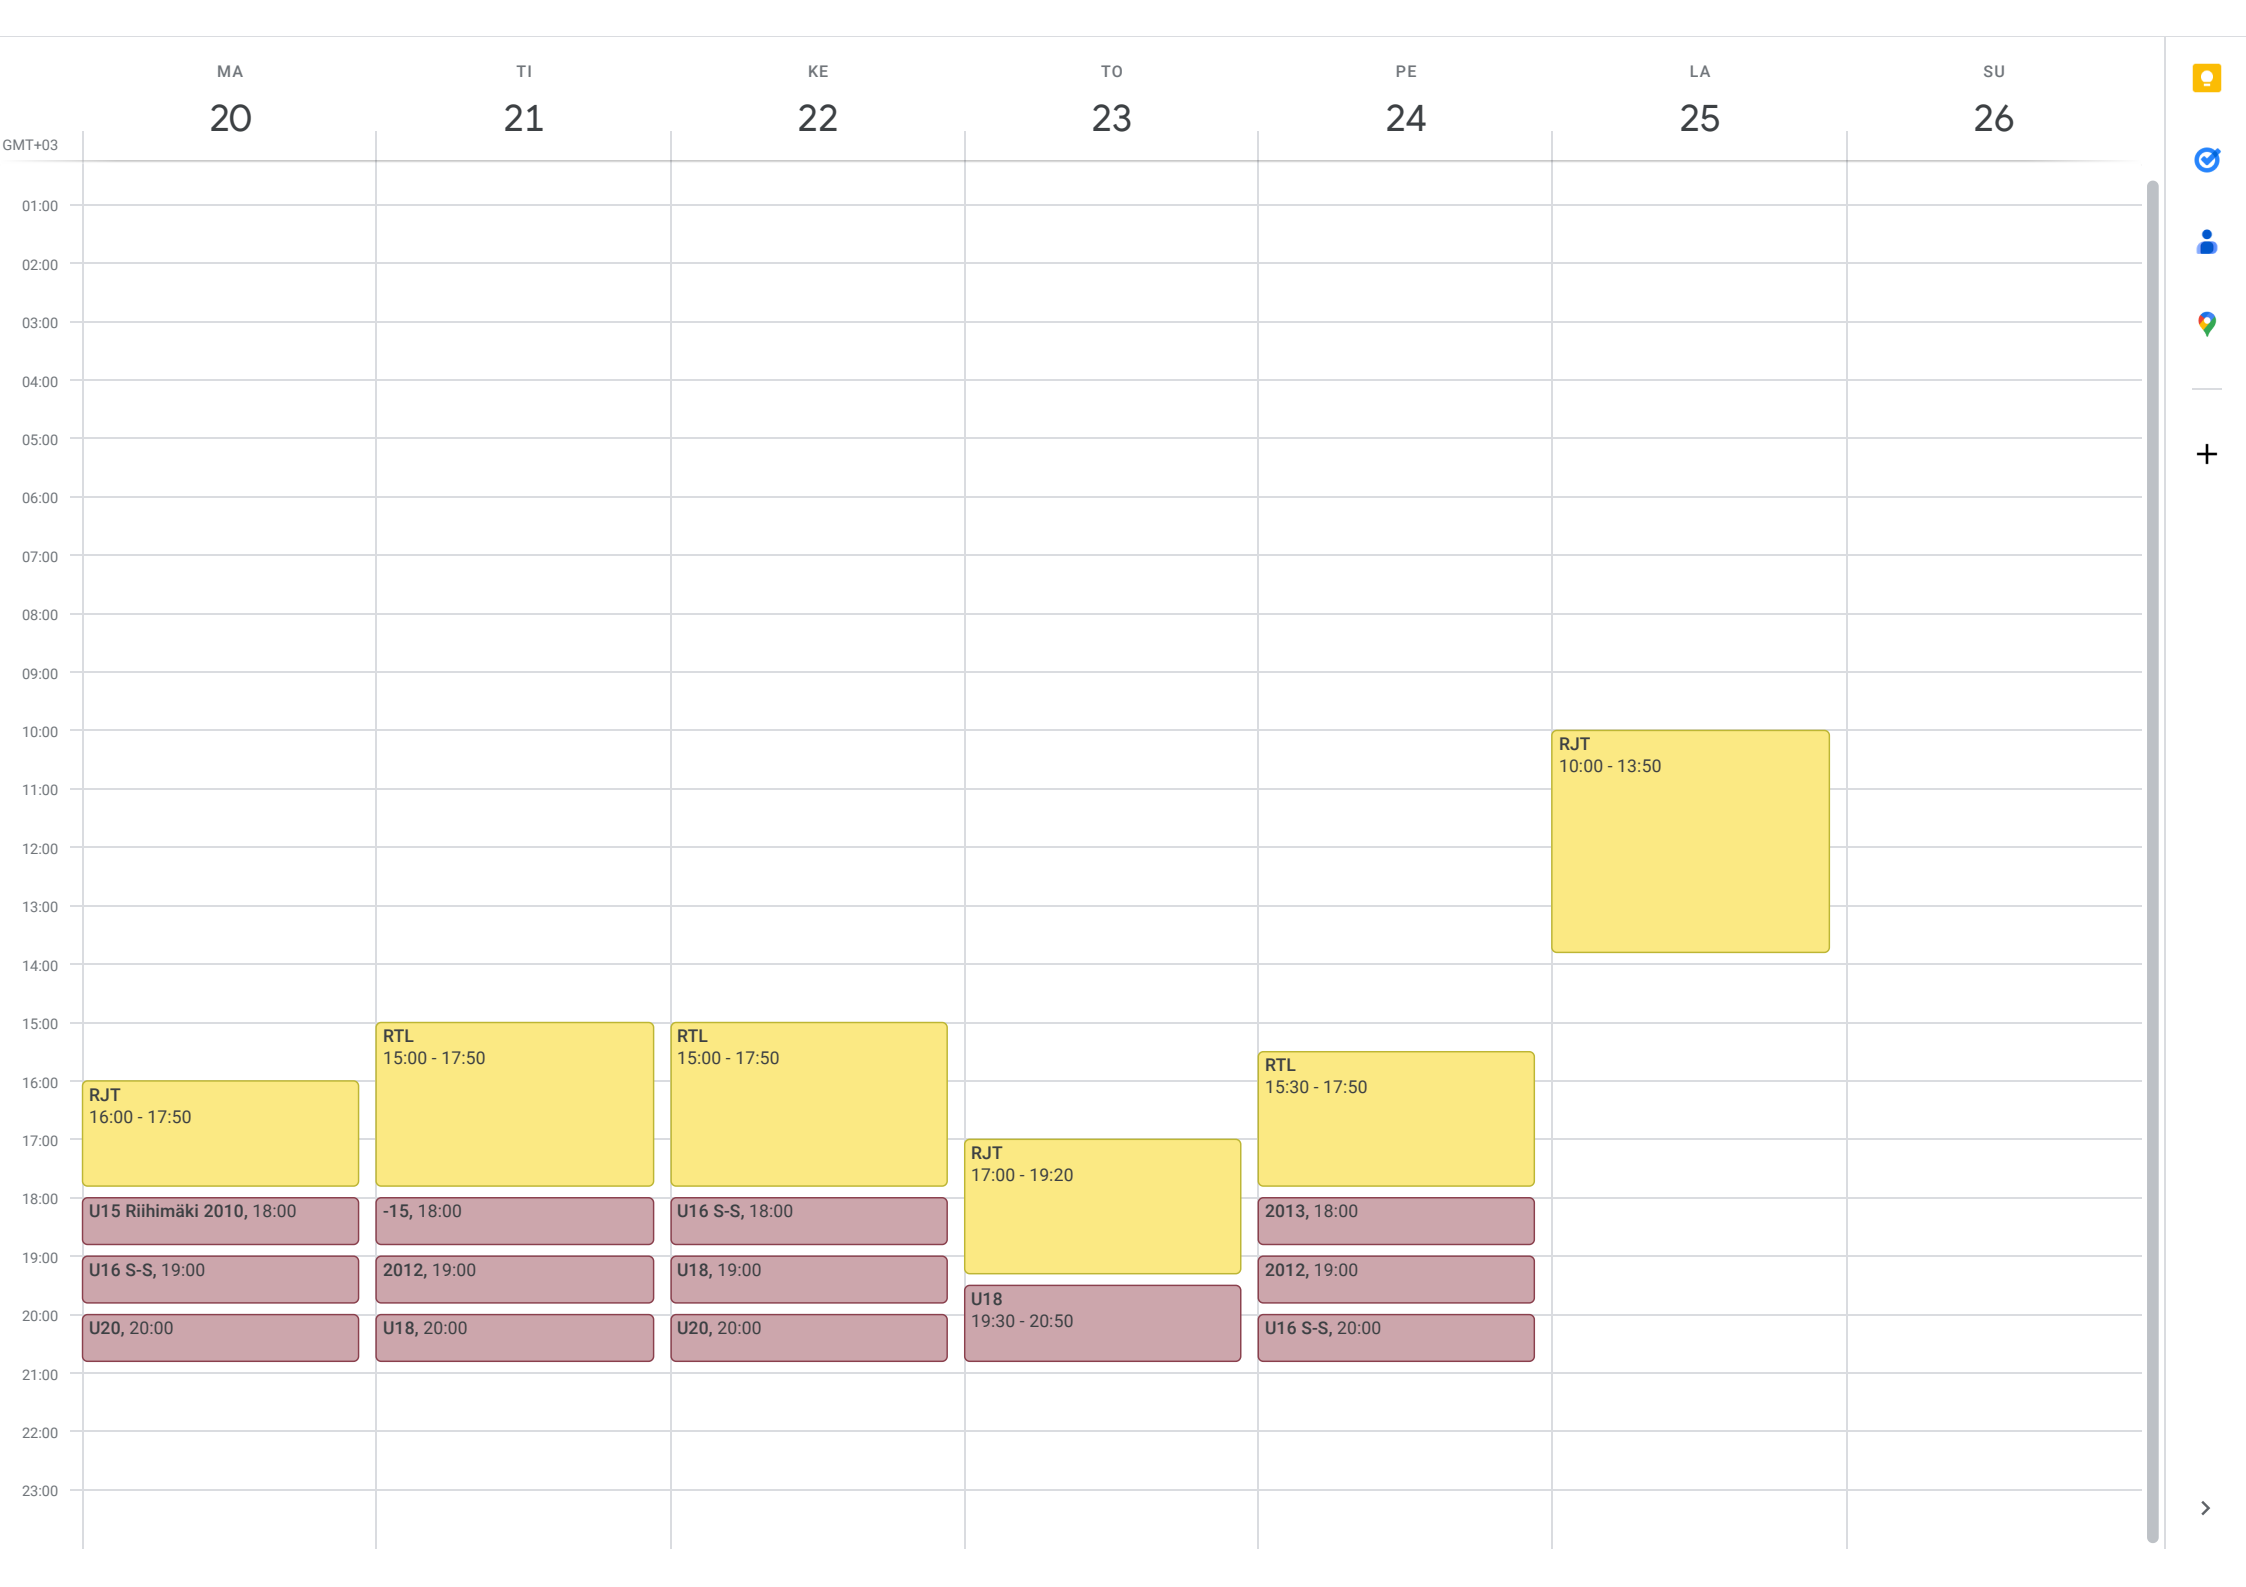 MA
TI
KE
TO
PE
LA
SU
20
21
22
23
24
25
26
GMT+03
01:00
02:00
03:00
04:00
05:00
06:00
07:00
08:00
09:00
10:00
11:00
12:00
13:00
14:00
15:00
16:00
17:00
18:00
19:00
20:00
21:00
22:00
23:00
RJT
16:00 - 17:50
U15 Riihimäki 2010, 18:00
U16 S-S, 19:00
U20, 20:00
RTL
15:00 - 17:50
-15, 18:00
2012, 19:00
U18, 20:00
RTL
15:00 - 17:50
U16 S-S, 18:00
U18, 19:00
U20, 20:00
RJT
17:00 - 19:20
U18
19:30 - 20:50
RTL
15:30 - 17:50
2013, 18:00
2012, 19:00
U16 S-S, 20:00
RJT
10:00 - 13:50